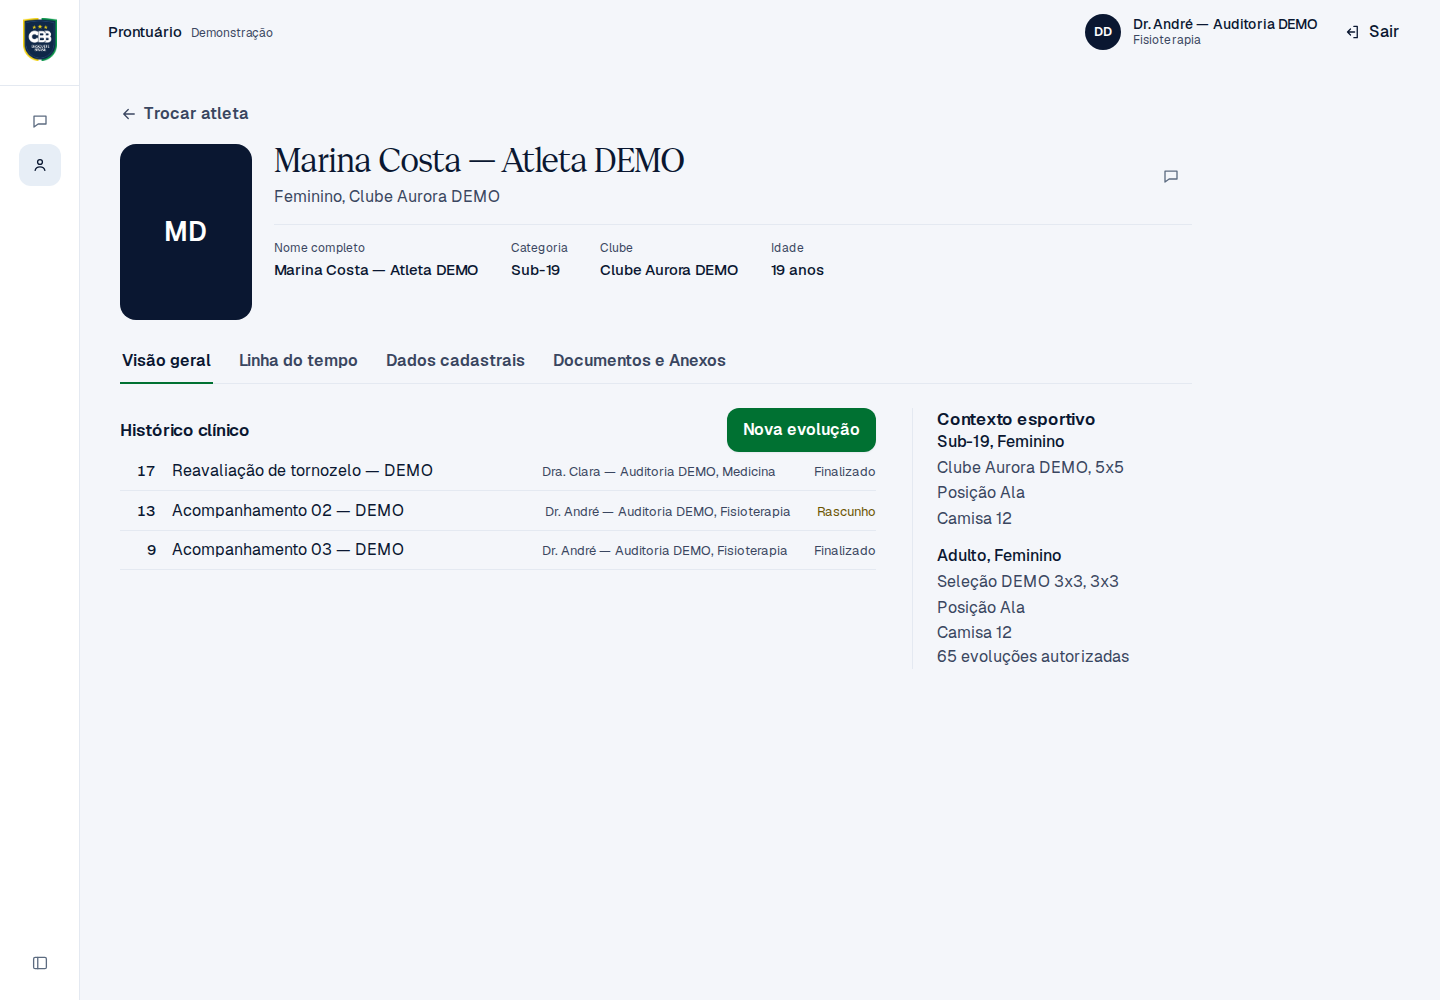 CBB
Prontuário Demonstração
DD
Dr. André — Auditoria DEMO
Fisioterapia
Sair
Trocar atleta
MD
Marina Costa — Atleta DEMO
Feminino, Clube Aurora DEMO
Nome completo
Marina Costa — Atleta DEMO
Categoria
Sub-19
Clube
Clube Aurora DEMO
Idade
19 anos
Visão geral
Linha do tempo
Dados cadastrais
Documentos e Anexos
Histórico clínico
Nova evolução
17 Reavaliação de tornozelo — DEMO Dra. Clara — Auditoria DEMO, Medicina Finalizado
13 Acompanhamento 02 — DEMO Dr. André — Auditoria DEMO, Fisioterapia Rascunho
9 Acompanhamento 03 — DEMO Dr. André — Auditoria DEMO, Fisioterapia Finalizado
Contexto esportivo
Sub-19, Feminino
Clube Aurora DEMO, 5x5
Posição Ala
Camisa 12
Adulto, Feminino
Seleção DEMO 3x3, 3x3
Posição Ala
Camisa 12
65 evoluções autorizadas